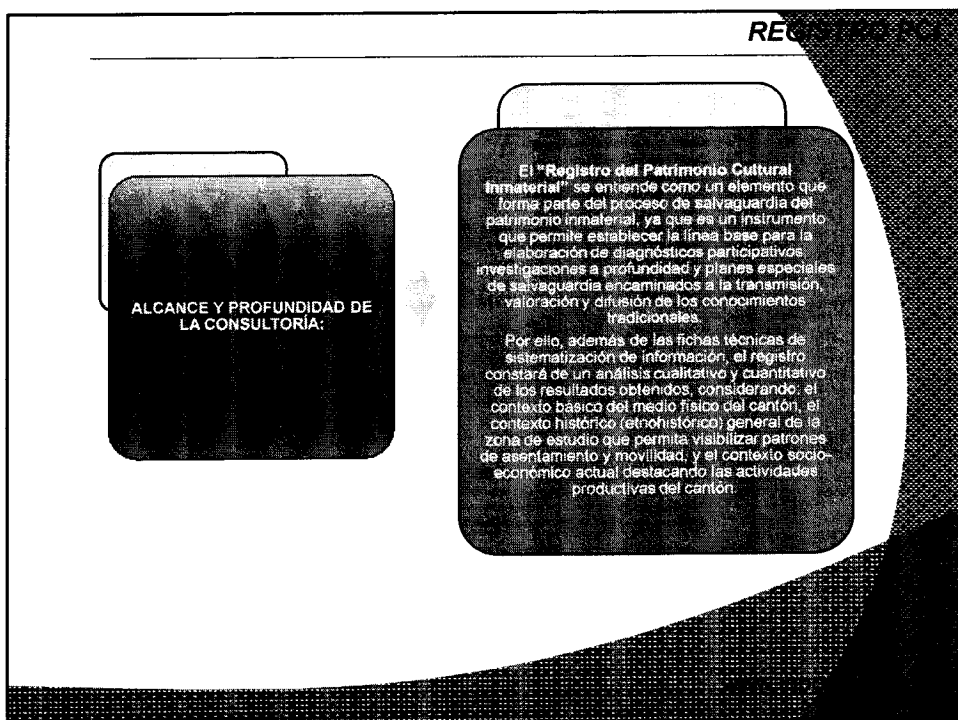 REGISTRO PCI
ALCANCE Y PROFUNDIDAD DE
LA CONSULTORÍA:
El "Registro del Patrimonio Cultural
Inmaterial" se entiende como un elemento que
forma parte del proceso de salvaguardia del
patrimonio inmaterial, ya que es un instrumento
que permite establecer la línea base para la
elaboración de diagnósticos participativos
investigaciones a profundidad y planes especiales
de salvaguardia encaminados a la transmisión,
valoración y difusión de los conocimientos
tradicionales.
Por ello, además de las fichas técnicas de
sistematización de información, el registro
constará de un análisis cualitativo y cuantitativo
de los resultados obtenidos, considerando: el
contexto básico del medio físico del cantón, el
contexto histórico (etnohistórico) general de la
zona de estudio que permita visibilizar patrones
de asentamiento y movilidad, y el contexto socio-
económico actual destacando las actividades
productivas del cantón.